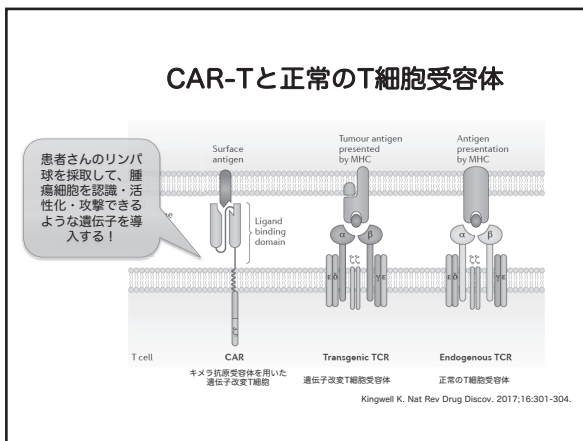 CAR-Tと正常のT細胞受容体
患者さんのリンパ
球を採取して、腫
瘍細胞を認識・活
性化・攻撃できる
ような遺伝子を導
入する！
Surface
antigen
Tumour antigen
presented
by MHC
Antigen
presentation
by MHC
Ligand
binding
domain
α
β
α
β
εδ
ζζ
γε
εδ
ζζ
γε
ζ
T cell
CAR
Transgenic TCR
Endogenous TCR
キメラ抗原受容体を用いた
遺伝子改変T細胞
遺伝子改変T細胞受容体
正常のT細胞受容体
Kingwell K. Nat Rev Drug Discov. 2017;16:301-304.